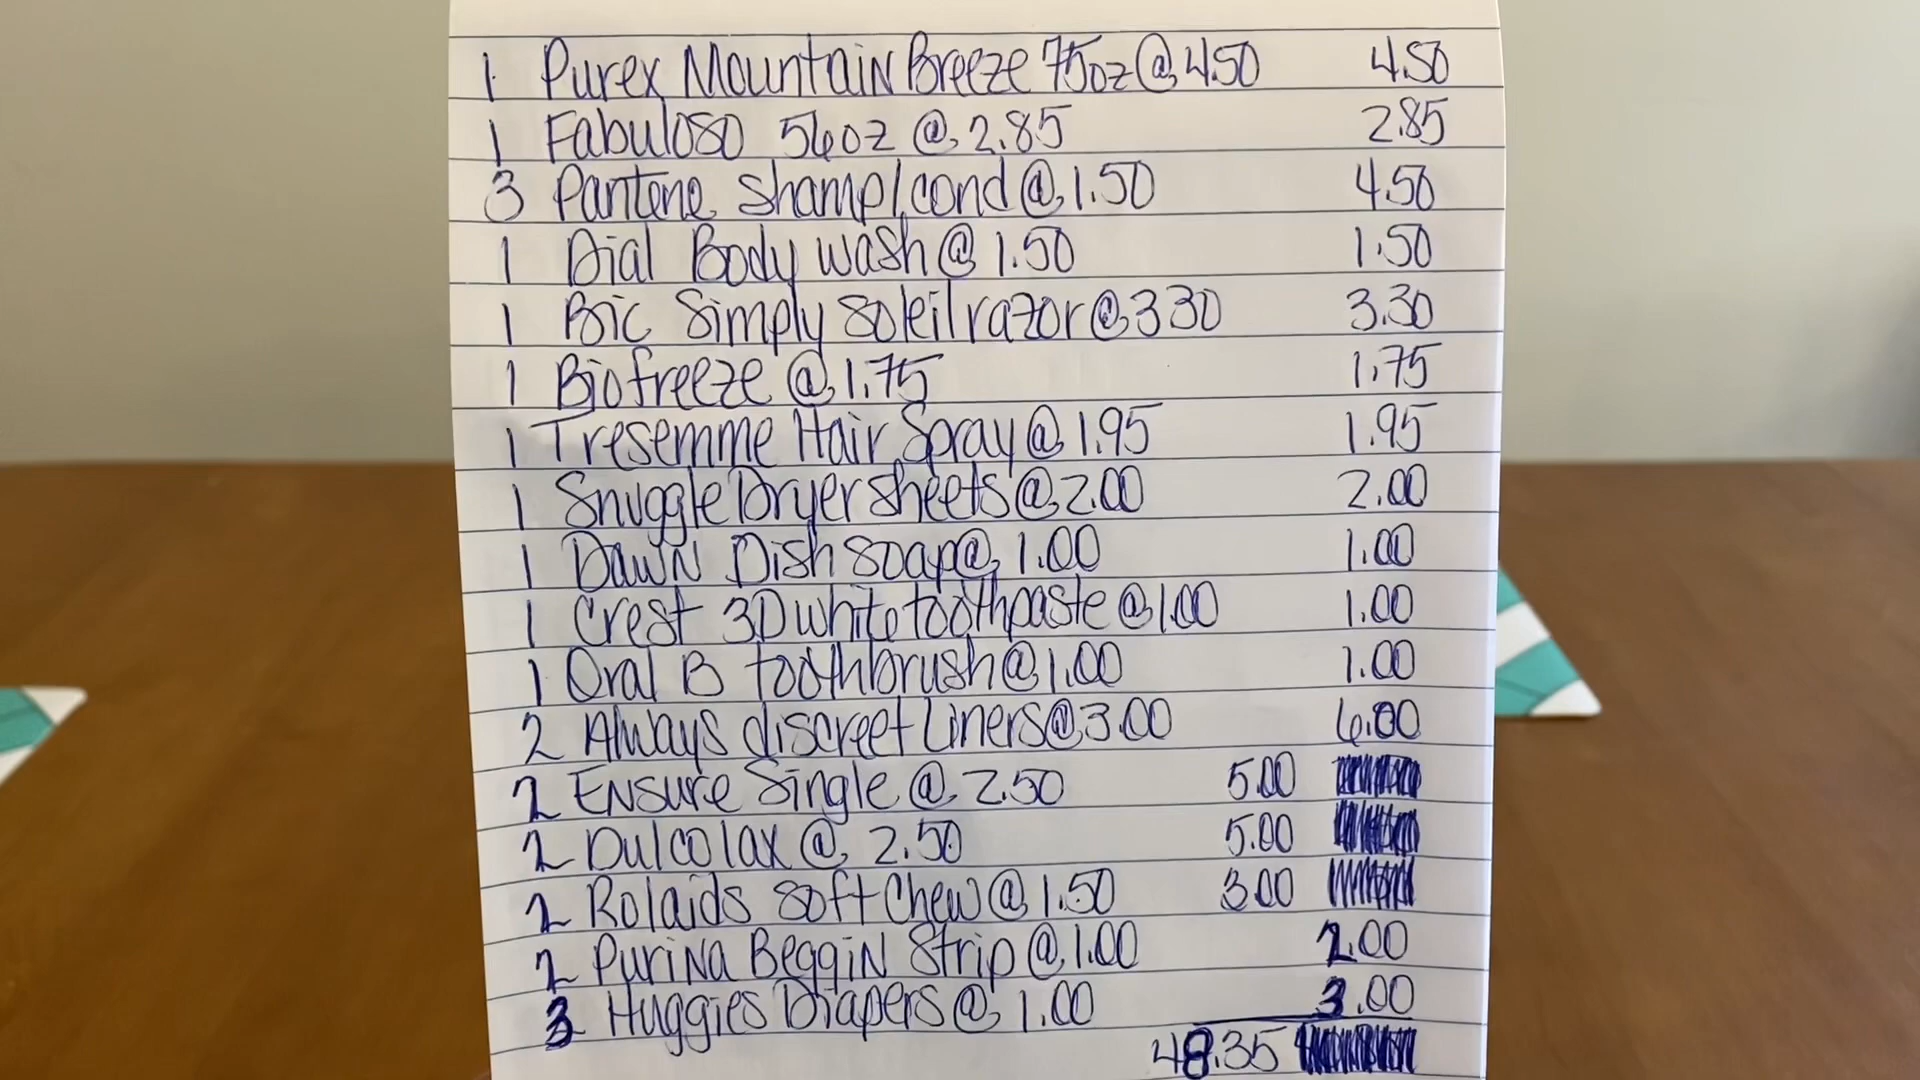 1 Purex Mountain Breeze 75oz @ 4.50 4.50
1 Fabuloso 56oz @ 2.85 2.85
3 Pantene shamp/cond @ 1.50 4.50
1 Dial Body wash @ 1.50 1.50
1 Bic Simply Soleil razor @ 3.30 3.30
1 Biofreeze @ 1.75 1.75
1 Tresemme Hair Spray @ 1.95 1.95
1 Snuggle Dryer sheets @ 2.00 2.00
1 Dawn Dish soap @ 1.00 1.00
1 Crest 3D white toothpaste @ 1.00 1.00
1 Oral B toothbrush @ 1.00 1.00
2 Always discreet Liners @ 3.00 6.00
2 Ensure Single @ 2.50 5.00
2 Dulcolax @ 2.50 5.00
2 Rolaids soft Chew @ 1.50 3.00
2 Purina Beggin Strip @ 1.00 2.00
3 Huggies Diapers @ 1.00 3.00
48.35